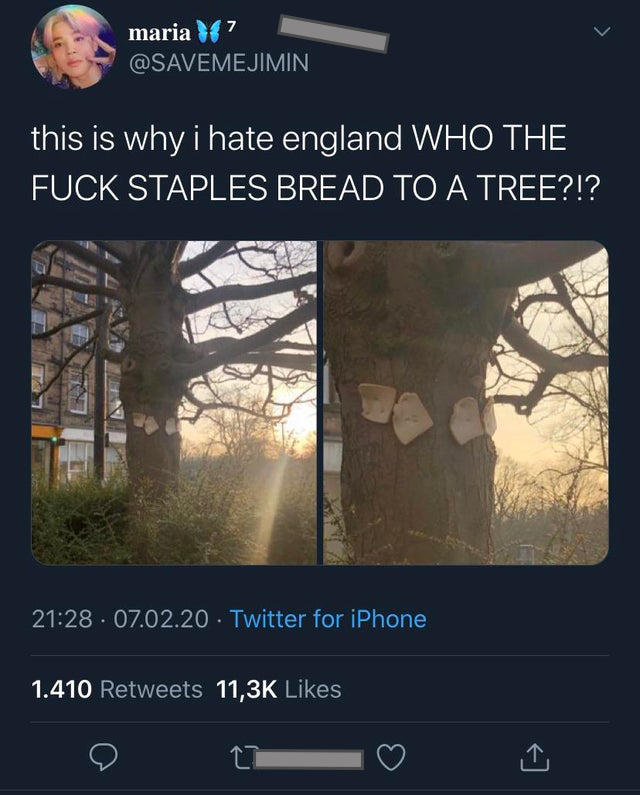 maria 🦋⁷
@SAVEMEJIMIN
this is why i hate england WHO THE
FUCK STAPLES BREAD TO A TREE?!?
21:28 · 07.02.20 · Twitter for iPhone
1.410 Retweets 11,3K Likes